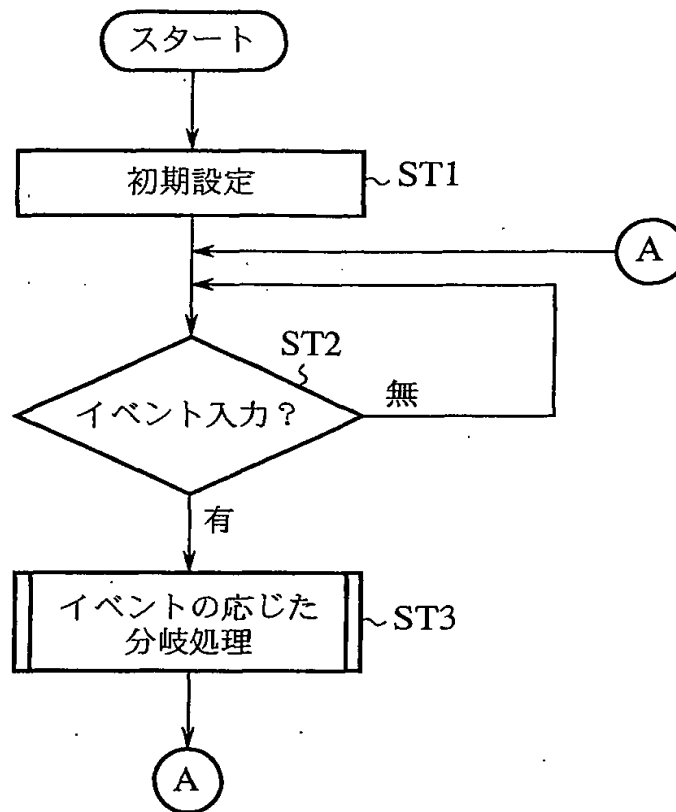 スタート
初期設定
ST1
A
ST2
イベント入力？
無
有
イベントの応じた
分岐処理
ST3
A